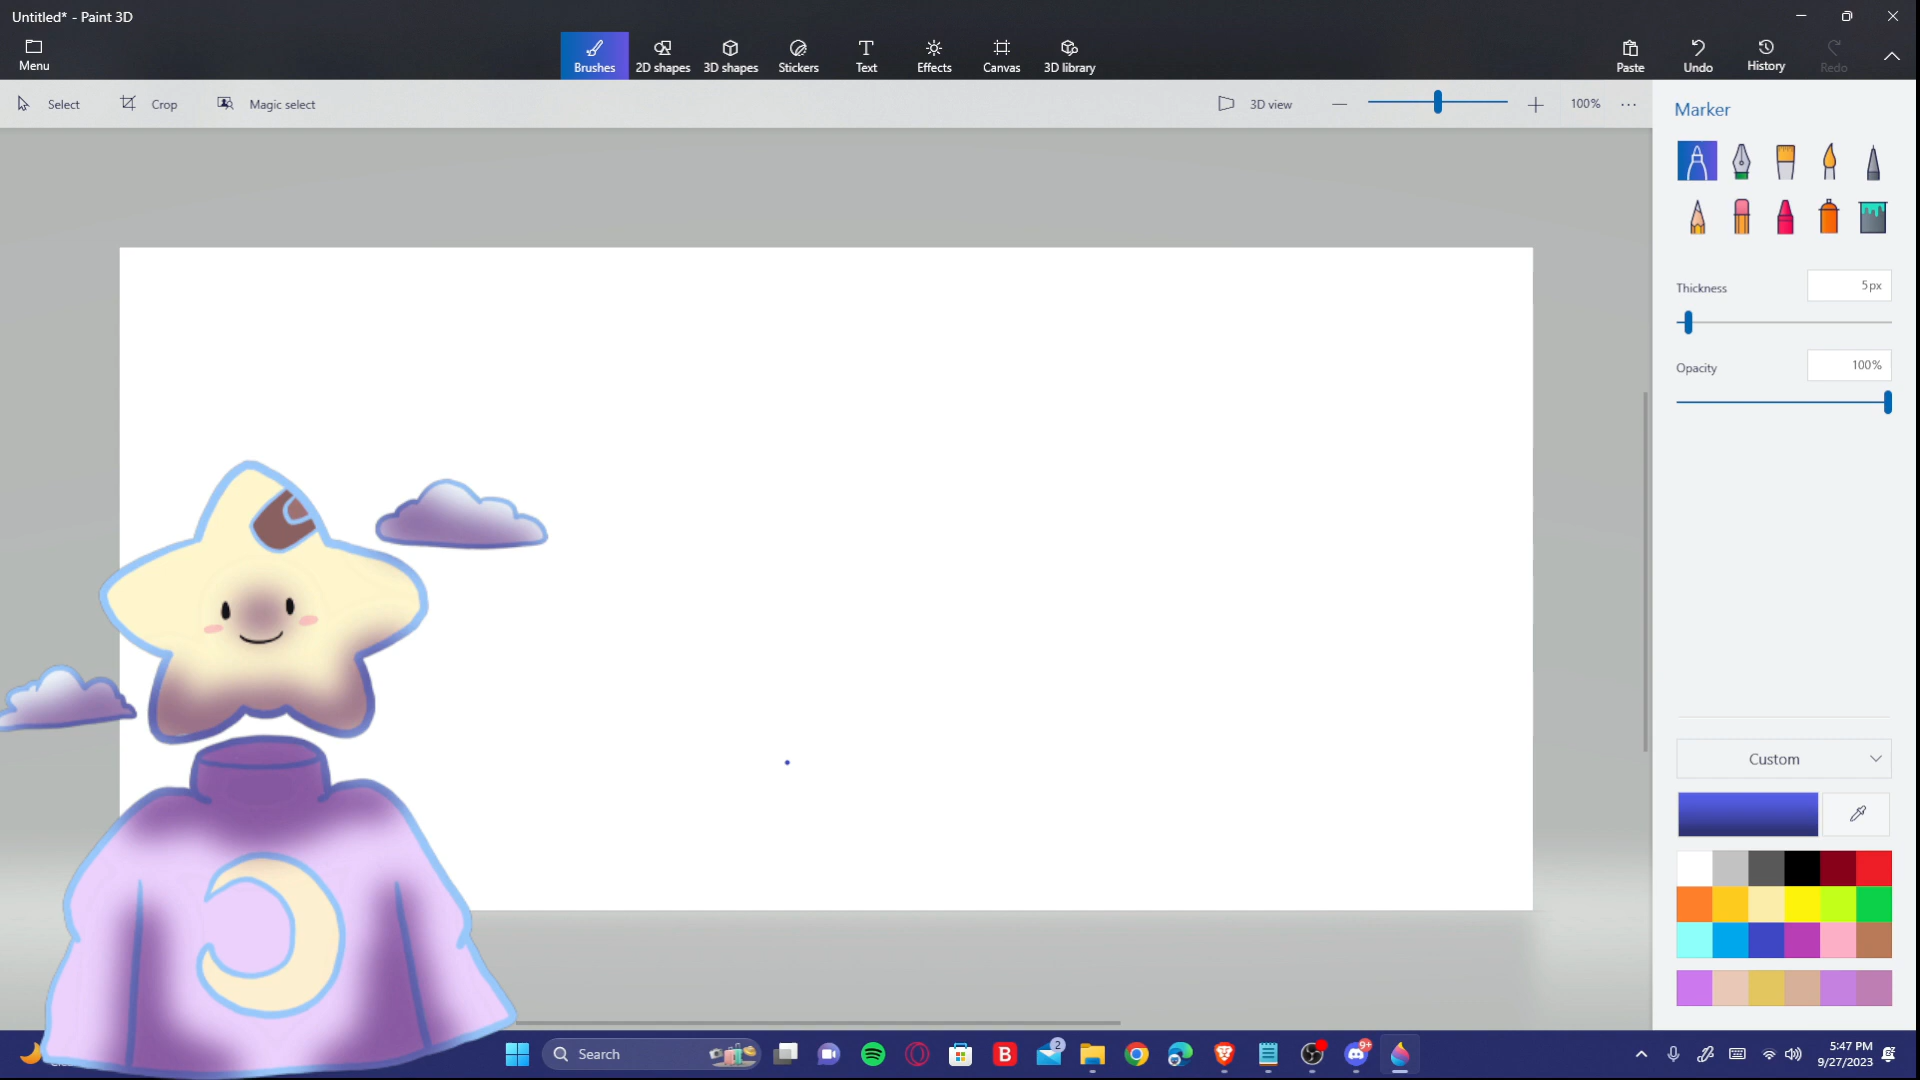 Untitled* - Paint 3D
Menu
Brushes
2D shapes
3D shapes
Stickers
Text
Effects
Canvas
3D library
Paste
Undo
History
Redo
Select
Crop
Magic select
3D view
100%
Marker
Thickness
5px
Opacity
100%
Custom
Search
B
2
9+
5:47 PM
9/27/2023